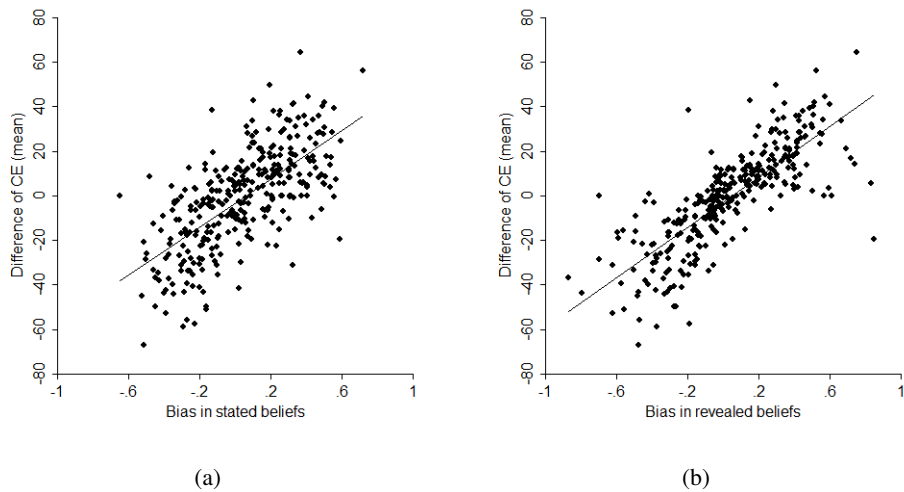 80
60
40
20
0
-20
-40
-60
-80
Difference of CE (mean)
-1 -.6 -.2 .2 .6 1
Bias in stated beliefs
(a)
80
60
40
20
0
-20
-40
-60
-80
Difference of CE (mean)
-1 -.6 -.2 .2 .6 1
Bias in revealed beliefs
(b)